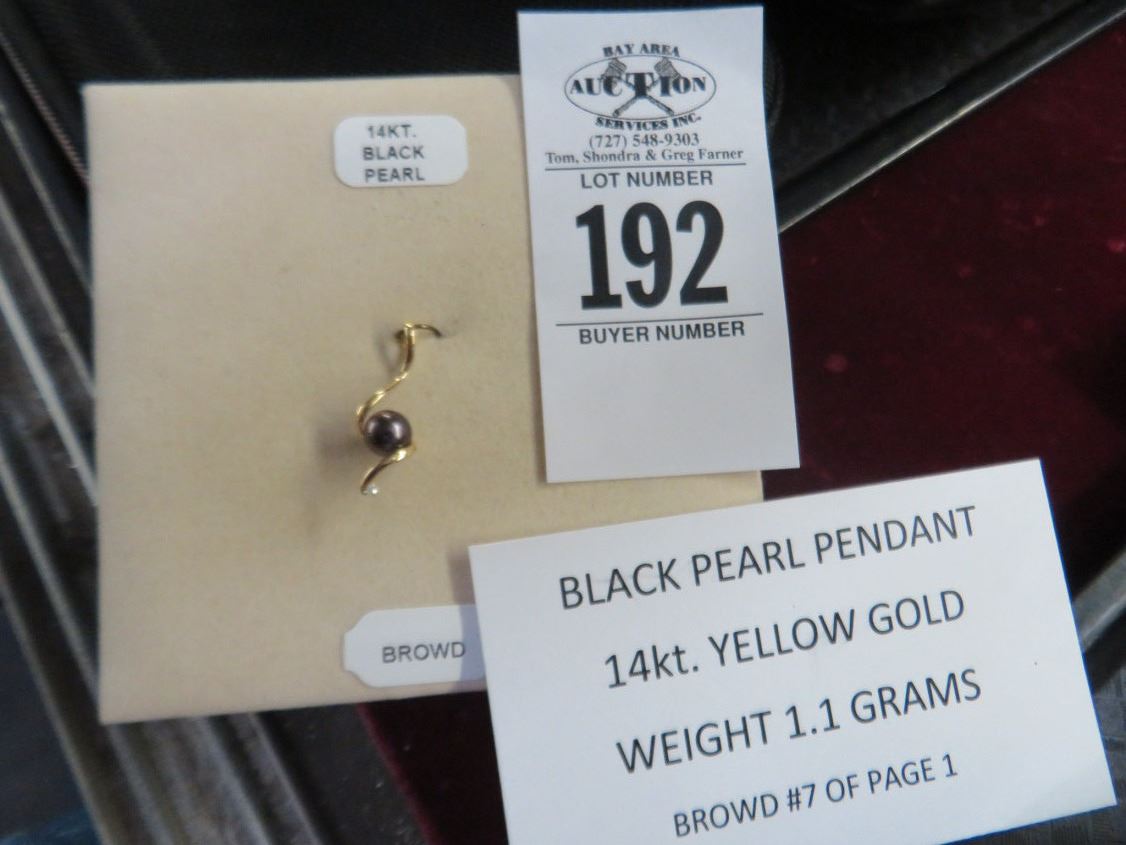 14KT.
BLACK
PEARL
BAY AREA
AUCTION
SERVICES INC.
(727) 548-9303
Tom, Shondra & Greg Farner
LOT NUMBER
192
BUYER NUMBER
BROWD
BLACK PEARL PENDANT
14kt. YELLOW GOLD
WEIGHT 1.1 GRAMS
BROWD #7 OF PAGE 1